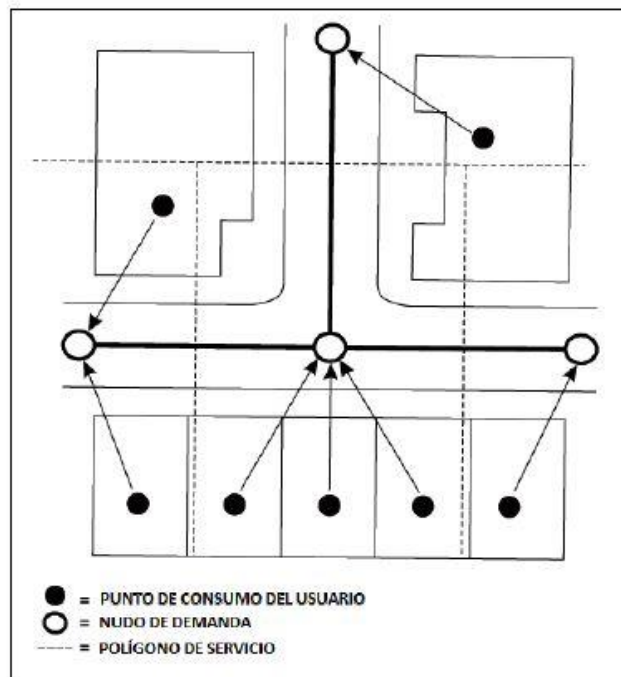 = PUNTO DE CONSUMO DEL USUARIO
= NUDO DE DEMANDA
= POLÍGONO DE SERVICIO